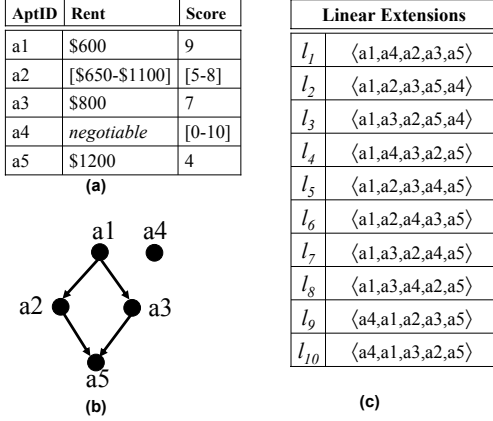 AptID Rent Score
a1 $600 9
a2 [$650-$1100] [5-8]
a3 $800 7
a4 negotiable [0-10]
a5 $1200 4
(a)
a1 a4
a2 a3
a5
(b)
Linear Extensions
l1 ⟨a1,a4,a2,a3,a5⟩
l2 ⟨a1,a2,a3,a5,a4⟩
l3 ⟨a1,a3,a2,a5,a4⟩
l4 ⟨a1,a4,a3,a2,a5⟩
l5 ⟨a1,a2,a3,a4,a5⟩
l6 ⟨a1,a2,a4,a3,a5⟩
l7 ⟨a1,a3,a2,a4,a5⟩
l8 ⟨a1,a3,a4,a2,a5⟩
l9 ⟨a4,a1,a2,a3,a5⟩
l10 ⟨a4,a1,a3,a2,a5⟩
(c)